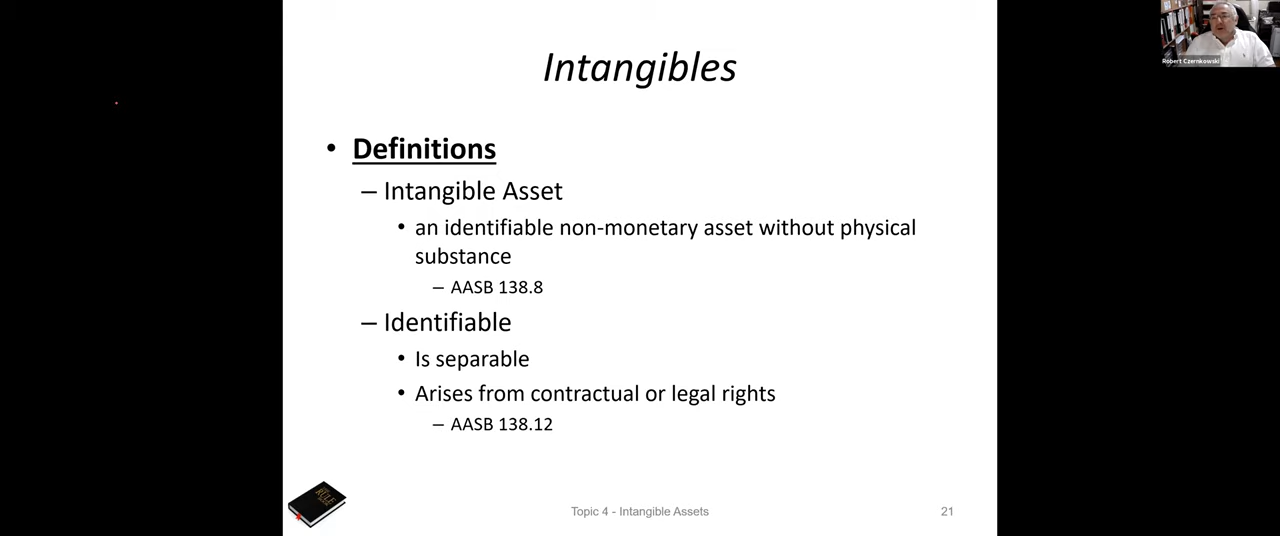 Intangibles
Robert Czernkowski
• Definitions
– Intangible Asset
• an identifiable non-monetary asset without physical
substance
– AASB 138.8
– Identifiable
• Is separable
• Arises from contractual or legal rights
– AASB 138.12
RULE
Topic 4 - Intangible Assets
21